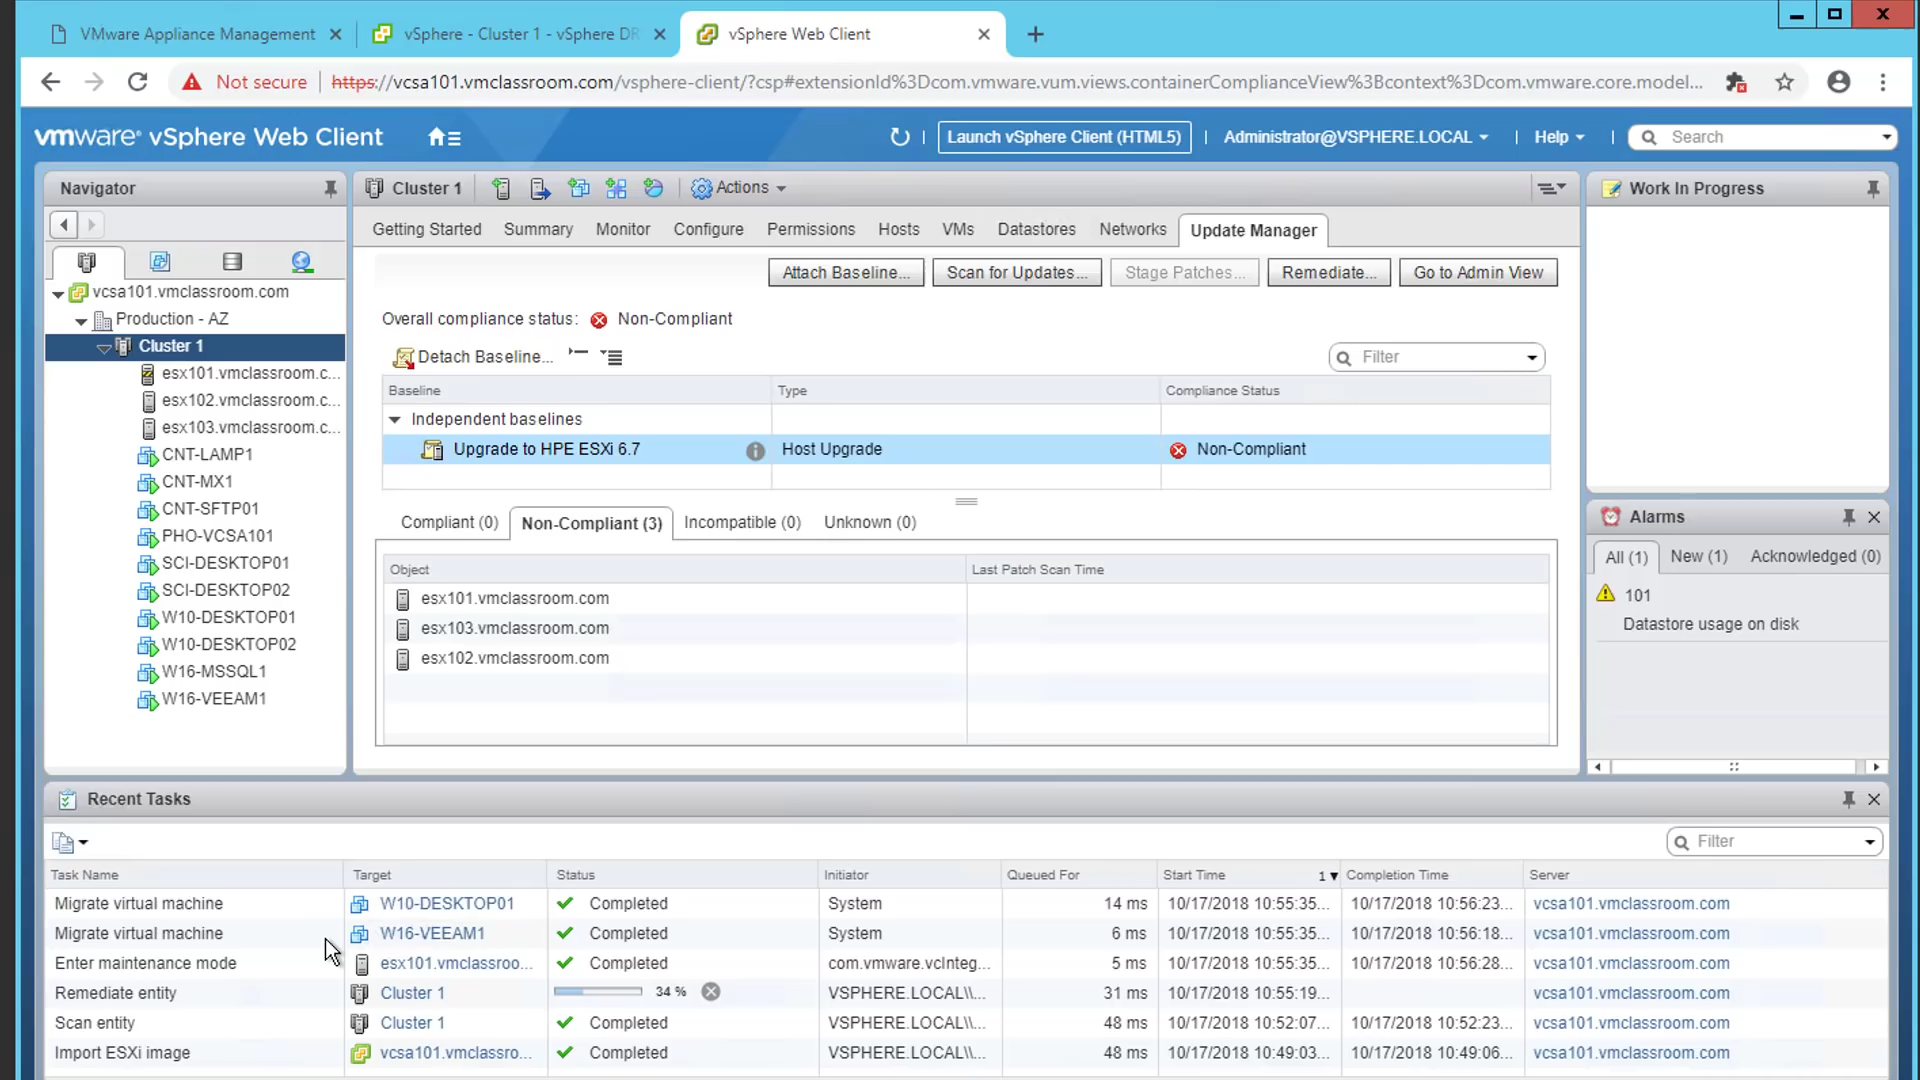 VMware Appliance Management
vSphere - Cluster 1 - vSphere DR
vSphere Web Client
Not secure
https://vcsa101.vmclassroom.com/vsphere-client/?csp#extensionId%3Dcom.vmware.vum.views.containerComplianceView%3Bcontext%3Dcom.vmware.core.model...
vmware vSphere Web Client
Launch vSphere Client (HTML5)
Administrator@VSPHERE.LOCAL
Help
Search
Navigator
vcsa101.vmclassroom.com
Production - AZ
Cluster 1
esx101.vmclassroom.c...
esx102.vmclassroom.c...
esx103.vmclassroom.c...
CNT-LAMP1
CNT-MX1
CNT-SFTP01
PHO-VCSA101
SCI-DESKTOP01
SCI-DESKTOP02
W10-DESKTOP01
W10-DESKTOP02
W16-MSSQL1
W16-VEEAM1
Cluster 1
Actions
Getting Started Summary Monitor Configure Permissions Hosts VMs Datastores Networks Update Manager
Attach Baseline... Scan for Updates... Stage Patches... Remediate... Go to Admin View
Overall compliance status: Non-Compliant
Detach Baseline...
Filter
Baseline Type Compliance Status
Independent baselines
Upgrade to HPE ESXi 6.7 Host Upgrade Non-Compliant
Compliant (0) Non-Compliant (3) Incompatible (0) Unknown (0)
Object Last Patch Scan Time
esx101.vmclassroom.com
esx103.vmclassroom.com
esx102.vmclassroom.com
Work In Progress
Alarms
All (1) New (1) Acknowledged (0)
101
Datastore usage on disk
Recent Tasks
Filter
Task Name Target Status Initiator Queued For Start Time 1 Completion Time Server
Migrate virtual machine W10-DESKTOP01 Completed System 14 ms 10/17/2018 10:55:35... 10/17/2018 10:56:23... vcsa101.vmclassroom.com
Migrate virtual machine W16-VEEAM1 Completed System 6 ms 10/17/2018 10:55:35... 10/17/2018 10:56:18... vcsa101.vmclassroom.com
Enter maintenance mode esx101.vmclassroo... Completed com.vmware.vcInteg... 5 ms 10/17/2018 10:55:35... 10/17/2018 10:56:28... vcsa101.vmclassroom.com
Remediate entity Cluster 1 34 % VSPHERE.LOCAL\\... 31 ms 10/17/2018 10:55:19... vcsa101.vmclassroom.com
Scan entity Cluster 1 Completed VSPHERE.LOCAL\\... 48 ms 10/17/2018 10:52:07... 10/17/2018 10:52:23... vcsa101.vmclassroom.com
Import ESXi image vcsa101.vmclassro... Completed VSPHERE.LOCAL\\... 48 ms 10/17/2018 10:49:03... 10/17/2018 10:49:06... vcsa101.vmclassroom.com